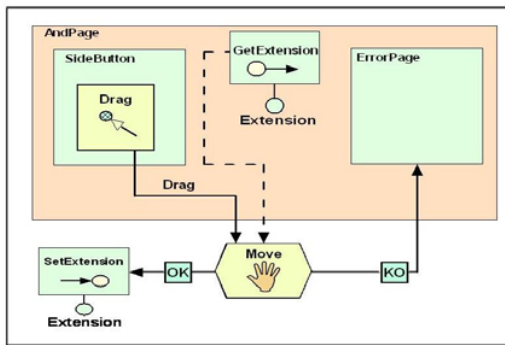 AndPage
SideButton
GetExtension
ErrorPage
Drag
Extension
Drag
Move
SetExtension
OK
KO
Extension